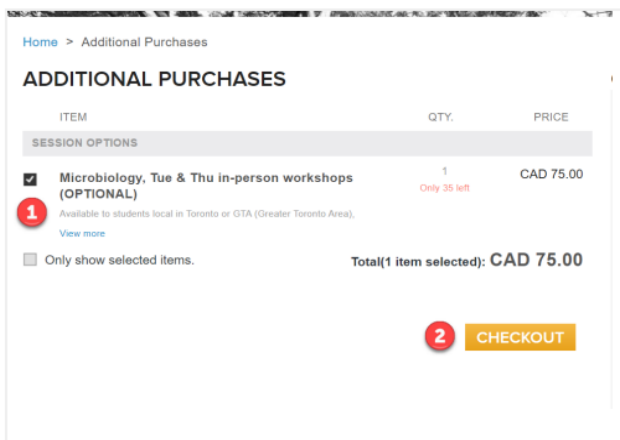 Home > Additional Purchases
ADDITIONAL PURCHASES
ITEM QTY. PRICE
SESSION OPTIONS
Microbiology, Tue & Thu in-person workshops 1 CAD 75.00
(OPTIONAL) Only 35 left
1 Available to students local in Toronto or GTA (Greater Toronto Area),
View more
Only show selected items. Total(1 item selected): CAD 75.00
2 CHECKOUT